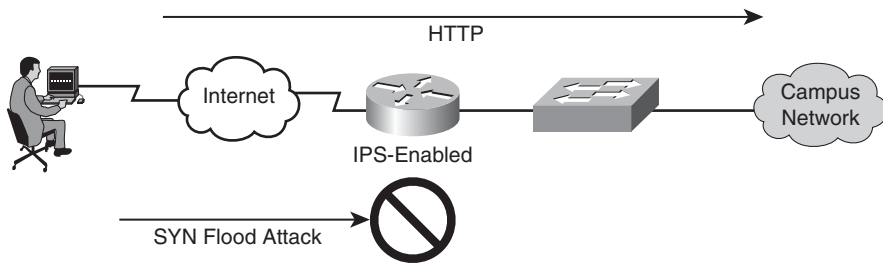 HTTP
Internet
IPS-Enabled
Campus
Network
SYN Flood Attack